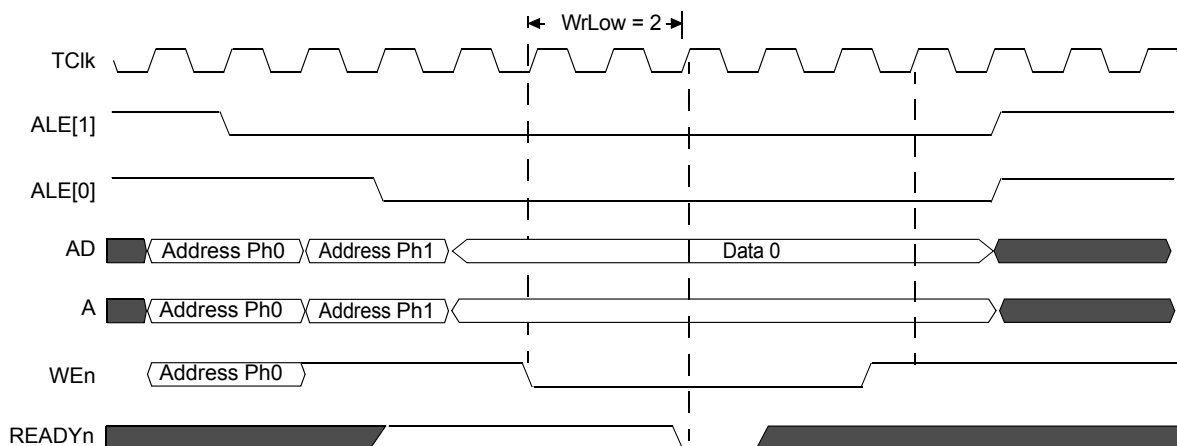 WrLow = 2
TClk
ALE[1]
ALE[0]
AD Address Ph0 Address Ph1 Data 0
A Address Ph0 Address Ph1
WEn Address Ph0
READYn